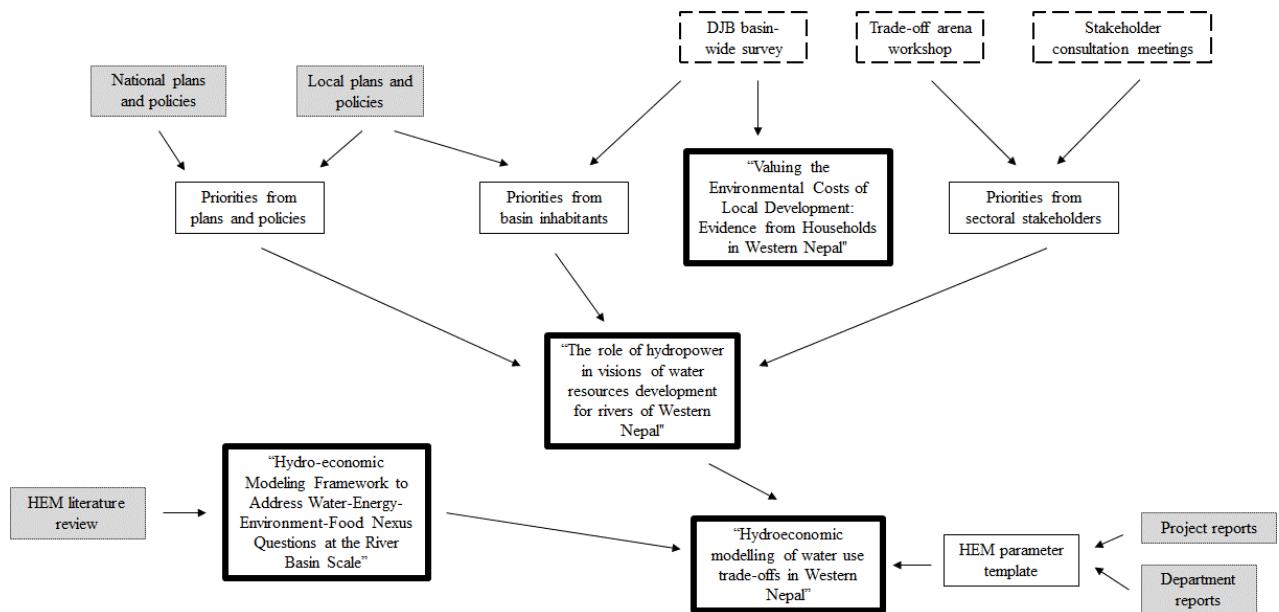 DJB basin-
wide survey
Trade-off arena
workshop
Stakeholder
consultation meetings
National plans
and policies
Local plans and
policies
Priorities from
plans and policies
Priorities from
basin inhabitants
“Valuing the
Environmental Costs
of Local
Development:
Evidence from Households
in Western Nepal"
Priorities from
sectoral stakeholders
“The role of hydropower
in visions of water
resources development
for rivers of Western
Nepal"
HEM literature
review
“Hydro-economic
Modeling Framework to
Address Water-Energy-
Environment-Food Nexus
Questions at the River
Basin Scale”
“Hydroeconomic
modelling of water use
trade-offs in Western
Nepal”
HEM parameter
template
Project reports
Department
reports